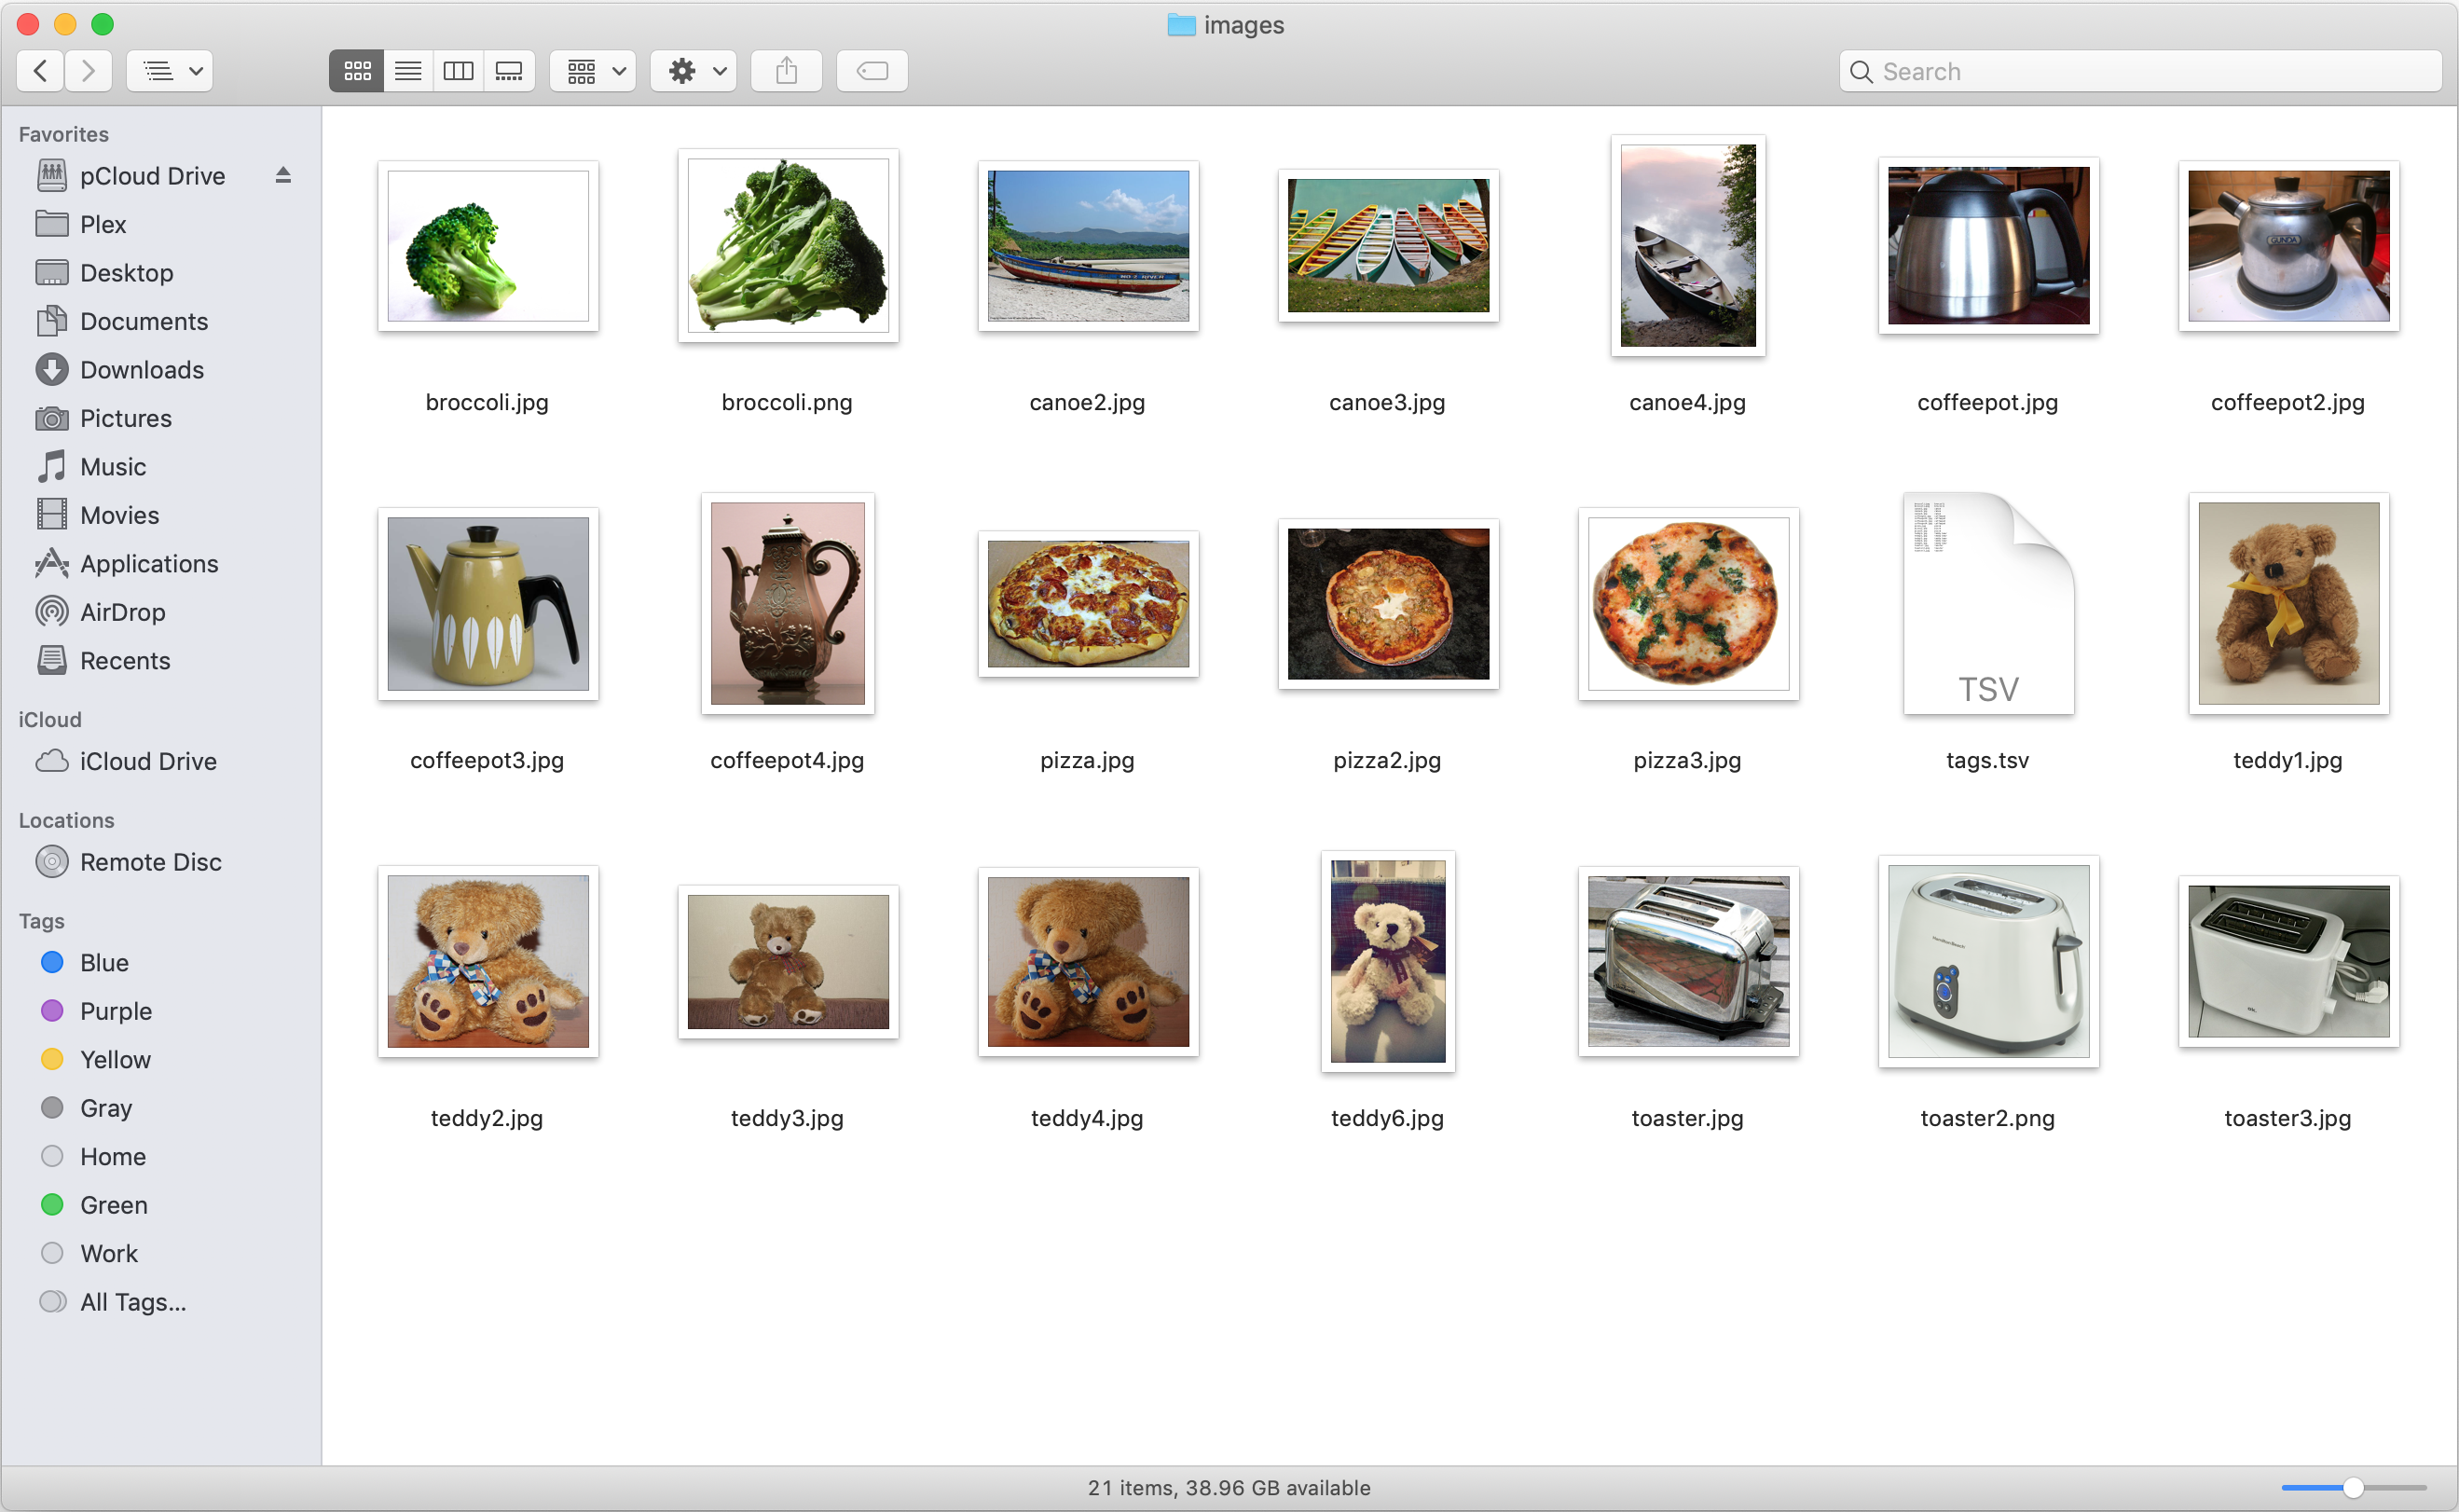 images
Search
Favorites
pCloud Drive
Plex
Desktop
Documents
Downloads
Pictures
Music
Movies
Applications
AirDrop
Recents
iCloud
iCloud Drive
Locations
Remote Disc
Tags
Blue
Purple
Yellow
Gray
Home
Green
Work
All Tags...
broccoli.jpg
broccoli.png
canoe2.jpg
canoe3.jpg
canoe4.jpg
coffeepot.jpg
coffeepot2.jpg
coffeepot3.jpg
coffeepot4.jpg
pizza.jpg
pizza2.jpg
pizza3.jpg
TSV
tags.tsv
teddy1.jpg
teddy2.jpg
teddy3.jpg
teddy4.jpg
teddy6.jpg
toaster.jpg
Hamilton Beach
toaster2.png
toaster3.jpg
21 items, 38.96 GB available